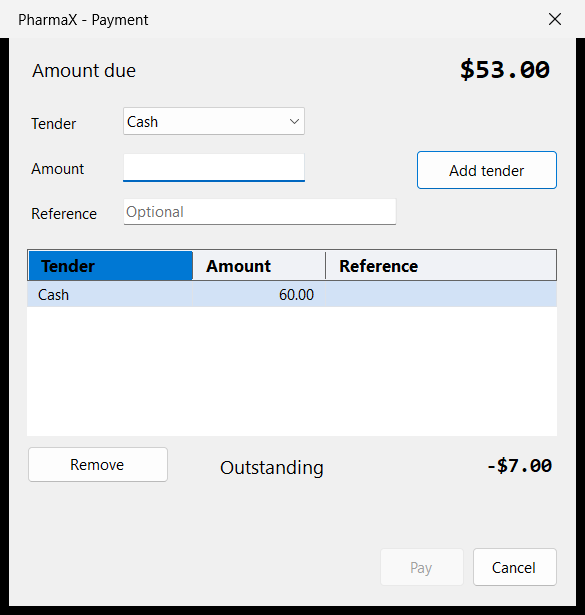 PharmaX - Payment
Amount due $53.00
Tender Cash
Amount Add tender
Reference Optional
Tender Amount Reference
Cash 60.00
Remove Outstanding -$7.00
Pay Cancel